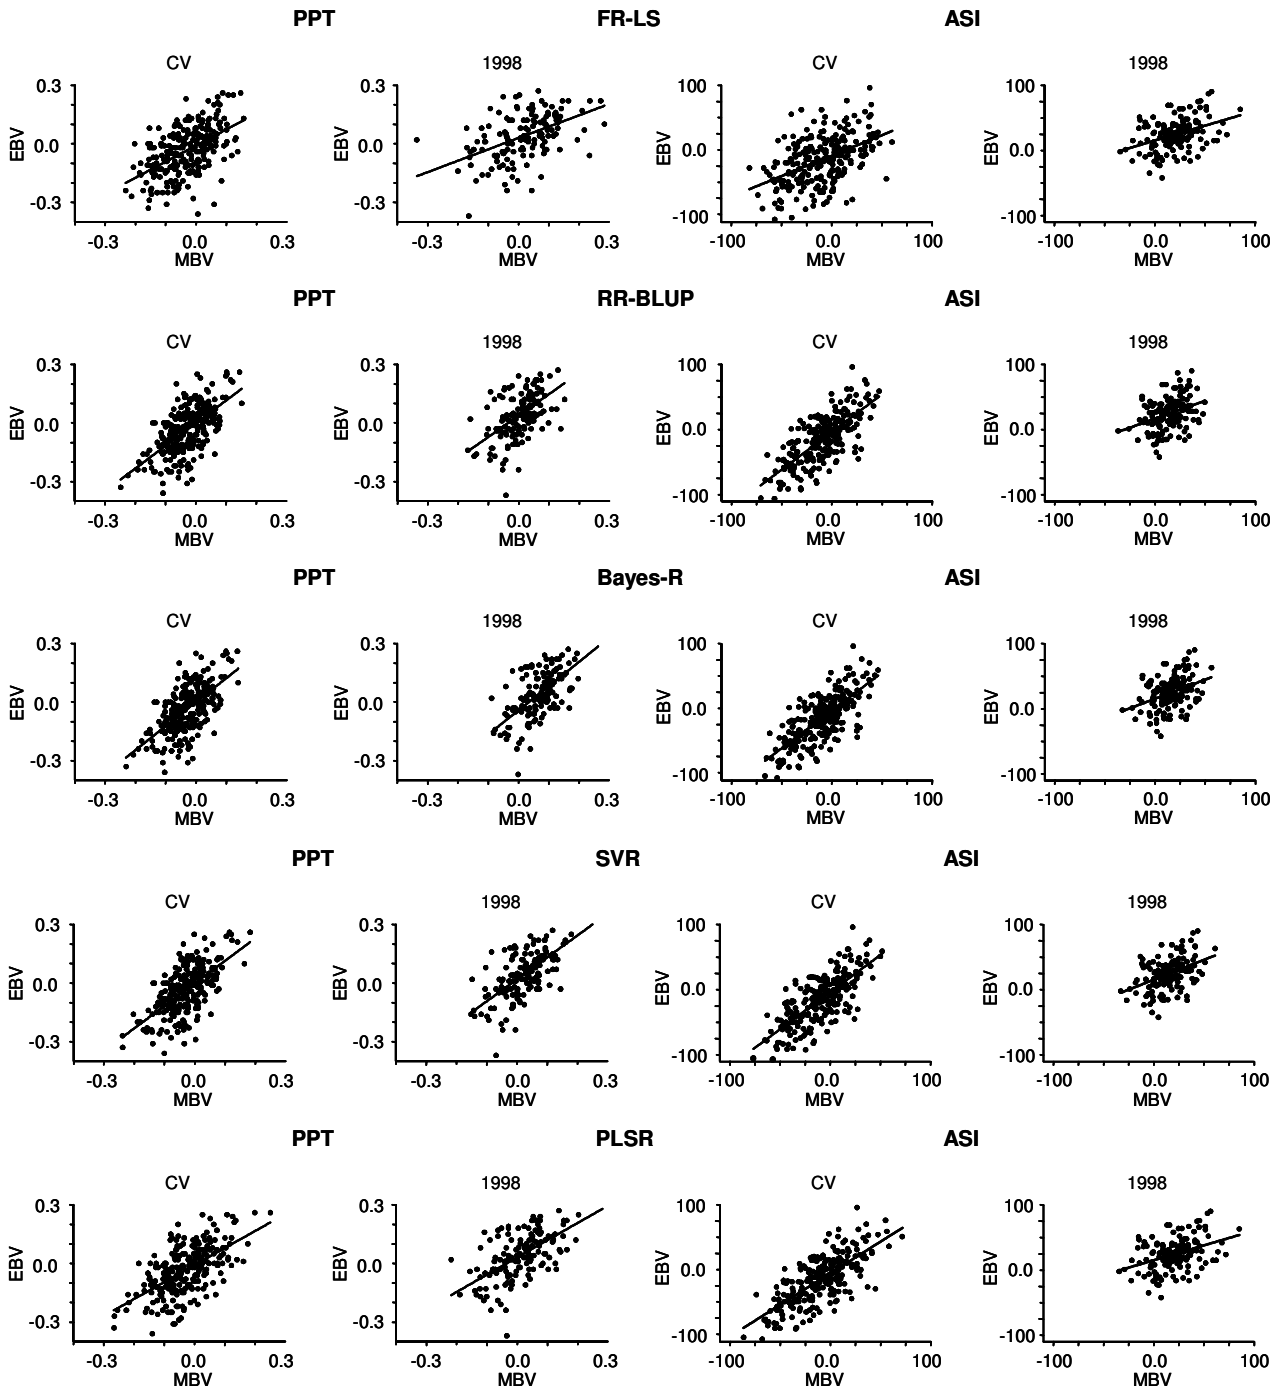 PPT FR-LS ASI
CV 1998 CV 1998
0.3 0.3 100 100
EBV 0.0 EBV 0.0 EBV 0.0 EBV 0.0
-0.3 -0.3 -100 -100
-0.3 0.0 0.3 -0.3 0.0 0.3 -100 0.0 100 -100 0.0 100
MBV MBV MBV MBV
PPT RR-BLUP ASI
CV 1998 CV 1998
0.3 0.3 100 100
EBV 0.0 EBV 0.0 EBV 0.0 EBV 0.0
-0.3 -0.3 -100 -100
-0.3 0.0 0.3 -0.3 0.0 0.3 -100 0.0 100 -100 0.0 100
MBV MBV MBV MBV
PPT Bayes-R ASI
CV 1998 CV 1998
0.3 0.3 100 100
EBV 0.0 EBV 0.0 EBV 0.0 EBV 0.0
-0.3 -0.3 -100 -100
-0.3 0.0 0.3 -0.3 0.0 0.3 -100 0.0 100 -100 0.0 100
MBV MBV MBV MBV
PPT SVR ASI
CV 1998 CV 1998
0.3 0.3 100 100
EBV 0.0 EBV 0.0 EBV 0.0 EBV 0.0
-0.3 -0.3 -100 -100
-0.3 0.0 0.3 -0.3 0.0 0.3 -100 0.0 100 -100 0.0 100
MBV MBV MBV MBV
PPT PLSR ASI
CV 1998 CV 1998
0.3 0.3 100 100
EBV 0.0 EBV 0.0 EBV 0.0 EBV 0.0
-0.3 -0.3 -100 -100
-0.3 0.0 0.3 -0.3 0.0 0.3 -100 0.0 100 -100 0.0 100
MBV MBV MBV MBV